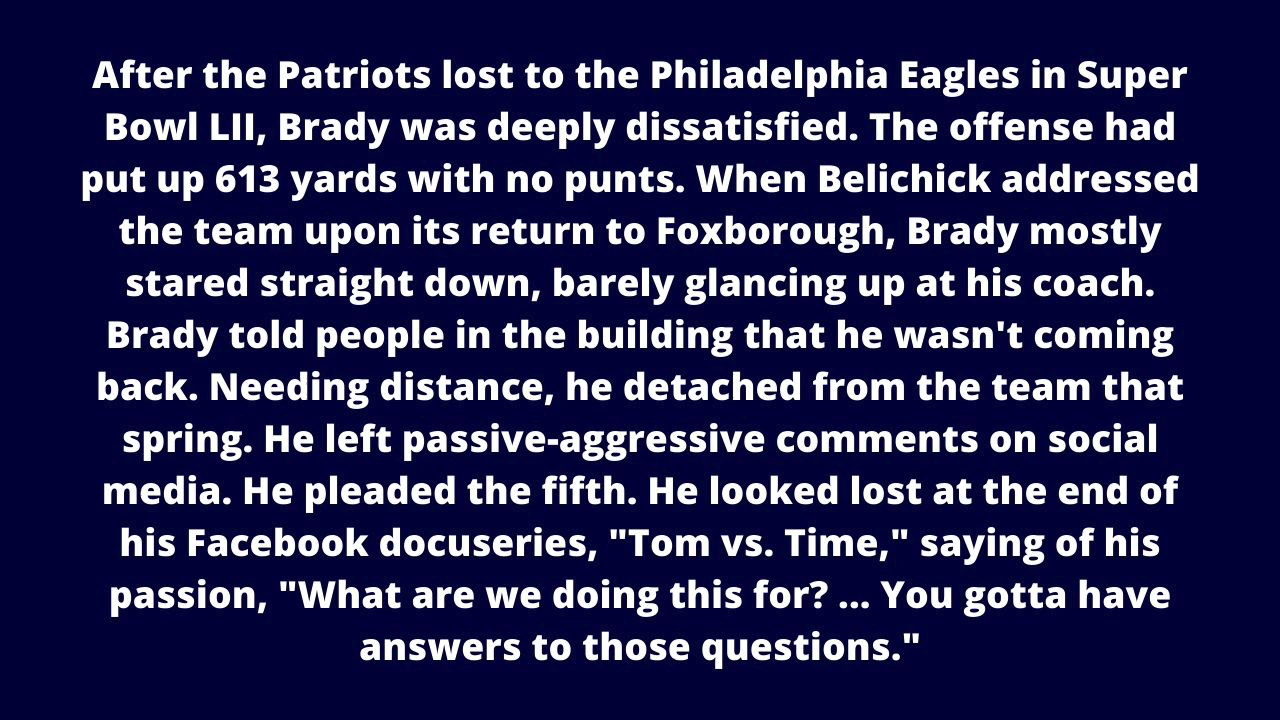 After the Patriots lost to the Philadelphia Eagles in Super
Bowl LII, Brady was deeply dissatisfied. The offense had
put up 613 yards with no punts. When Belichick addressed
the team upon its return to Foxborough, Brady mostly
stared straight down, barely glancing up at his coach.
Brady told people in the building that he wasn't coming
back. Needing distance, he detached from the team that
spring. He left passive-aggressive comments on social
media. He pleaded the fifth. He looked lost at the end of
his Facebook docuseries, "Tom vs. Time," saying of his
passion, "What are we doing this for? ... You gotta have
answers to those questions."